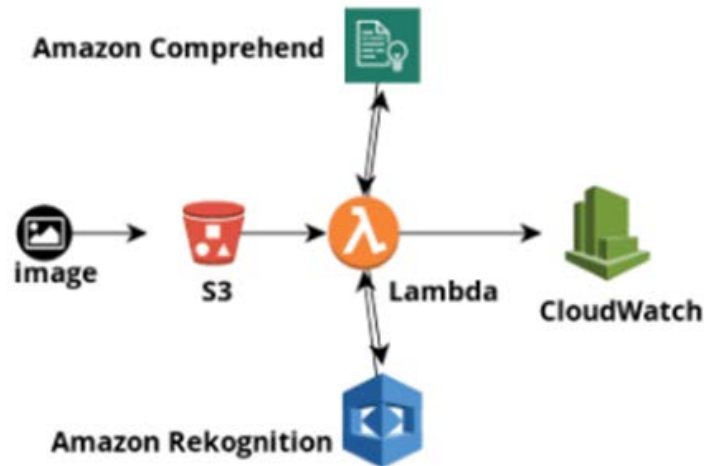 Amazon Comprehend
image
S3
Lambda
CloudWatch
Amazon Rekognition